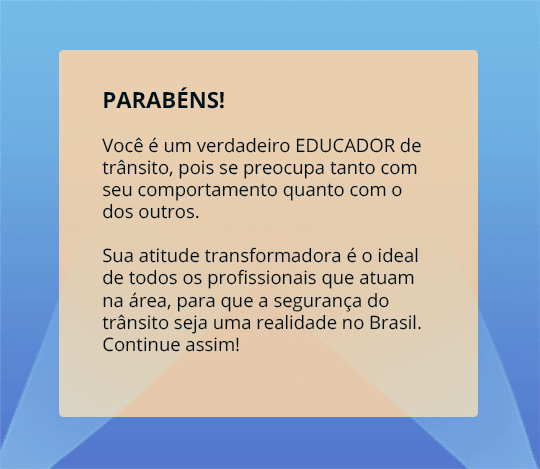 PARABÉNS!
Você é um verdadeiro EDUCADOR de
trânsito, pois se preocupa tanto com
seu comportamento quanto com o
dos outros.
Sua atitude transformadora é o ideal
de todos os profissionais que atuam
na área, para que a segurança do
trânsito seja uma realidade no Brasil.
Continue assim!